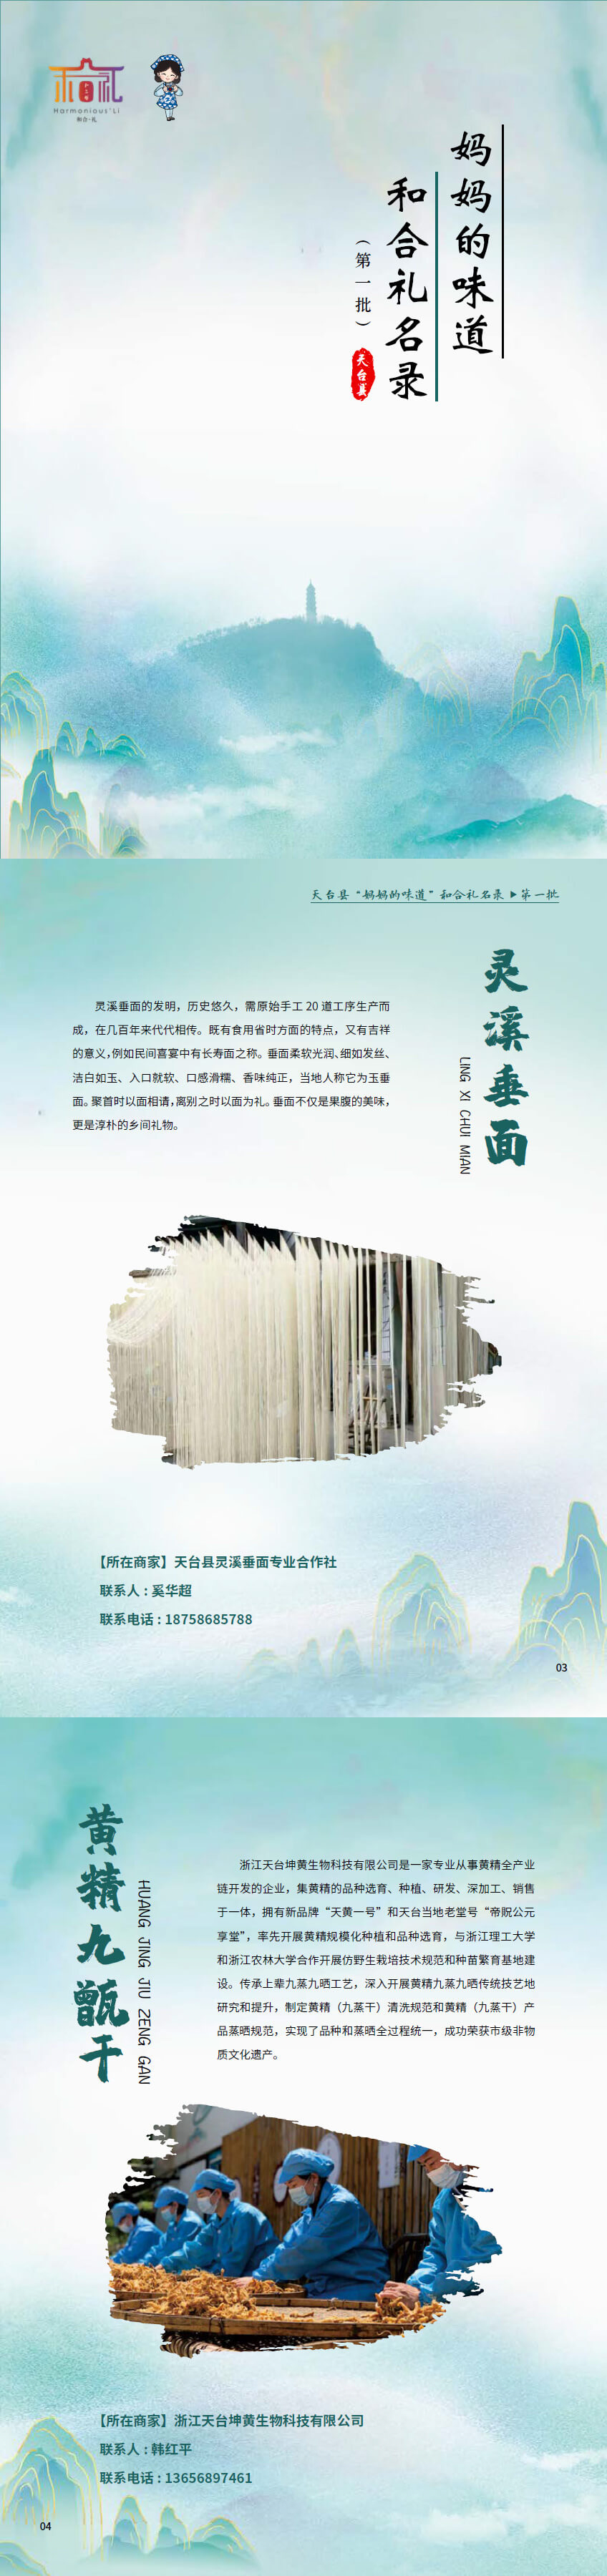 Harmonious'Li
和合·礼
妈妈的味道
和合礼名录
（第一批）
天台县
天台县“妈妈的味道”和合礼名录 ▶ 第一批
灵溪垂面
LING XI CHUI MIAN
灵溪垂面的发明，历史悠久，需原始手工 20 道工序生产而
成，在几百年来代代相传。既有食用省时方面的特点，又有吉祥
的意义，例如民间喜宴中有长寿面之称。垂面柔软光润、细如发丝、
洁白如玉、入口就软、口感滑糯、香味纯正，当地人称它为玉垂
面。聚首时以面相请，离别之时以面为礼。垂面不仅是果腹的美味，
更是淳朴的乡间礼物。
【所在商家】天台县灵溪垂面专业合作社
联系人：奚华超
联系电话：18758685788
03
黄精九甑干
HUANG JING JIU ZENG GAN
浙江天台坤黄生物科技有限公司是一家专业从事黄精全产业
链开发的企业，集黄精的品种选育、种植、研发、深加工、销售
于一体，拥有新品牌“天黄一号”和天台当地老堂号“帝贶公元
享堂”，率先开展黄精规模化种植和品种选育，与浙江理工大学
和浙江农林大学合作开展仿野生栽培技术规范和种苗繁育基地建
设。传承上辈九蒸九晒工艺，深入开展黄精九蒸九晒传统技艺地
研究和提升，制定黄精（九蒸干）清洗规范和黄精（九蒸干）产
品蒸晒规范，实现了品种和蒸晒全过程统一，成功荣获市级非物
质文化遗产。
【所在商家】浙江天台坤黄生物科技有限公司
联系人：韩红平
联系电话：13656897461
04